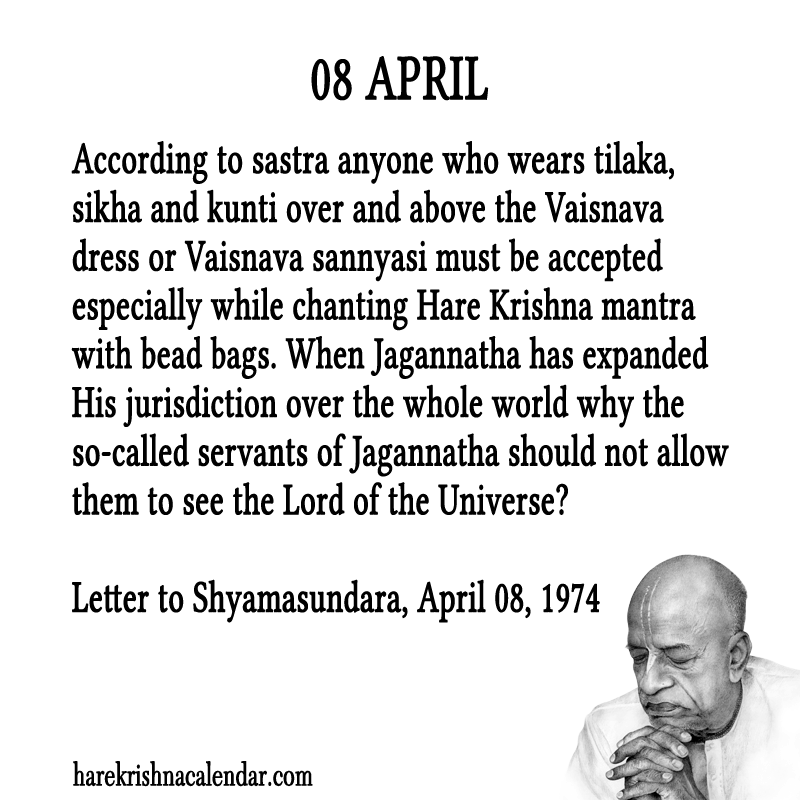 08 APRIL
According to sastra anyone who wears tilaka,
sikha and kunti over and above the Vaisnava
dress or Vaisnava sannyasi must be accepted
especially while chanting Hare Krishna mantra
with bead bags. When Jagannatha has expanded
His jurisdiction over the whole world why the
so-called servants of Jagannatha should not allow
them to see the Lord of the Universe?
Letter to Shyamasundara, April 08, 1974
harekrishnacalendar.com